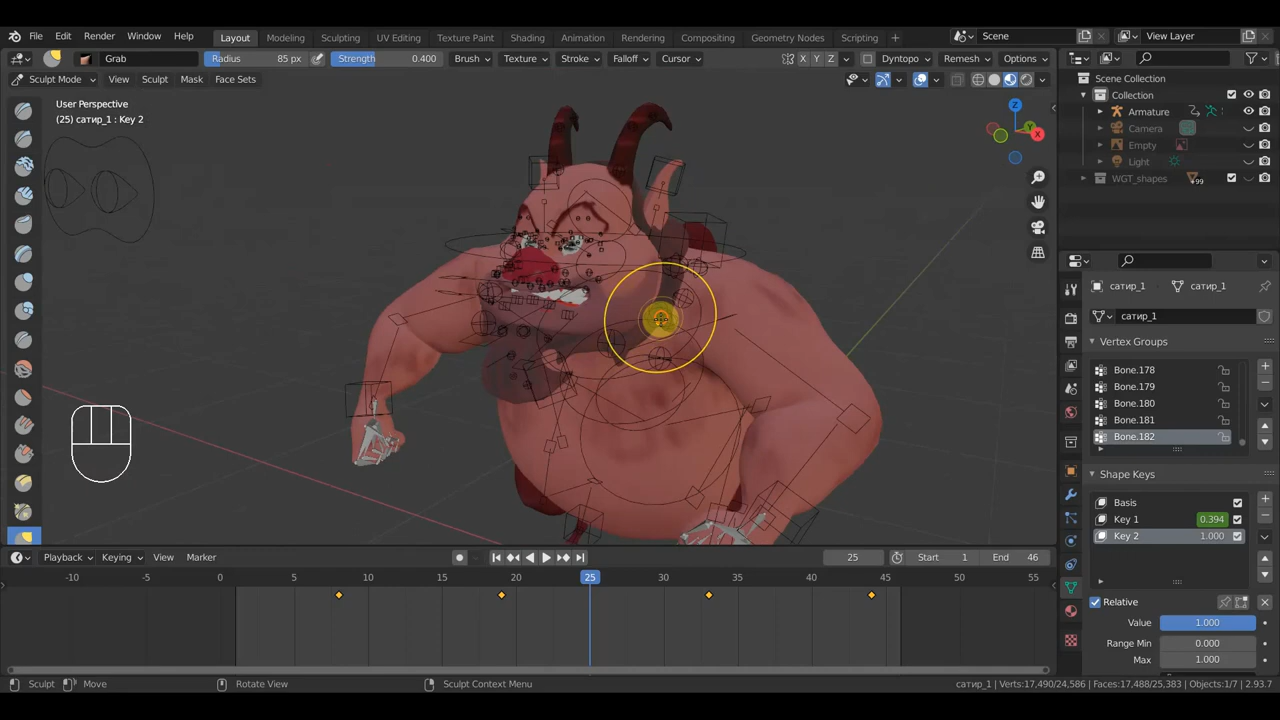 File Edit Render Window Help Layout Modeling Sculpting UV Editing Texture Paint Shading Animation Rendering Compositing Geometry Nodes Scripting + Scene View Layer
Grab Radius 85 px Strength 0.400 Brush Texture Stroke Falloff Cursor X Y Z Dyntopo Remesh Options
Sculpt Mode View Sculpt Mask Face Sets
User Perspective
(25) сатир_1 : Key 2
Z
Y
X
Scene Collection
Collection
Armature
Camera
Empty
Light
WGT_shapes 99
сатир_1 сатир_1
сатир_1
Vertex Groups
Bone.178
Bone.179
Bone.180
Bone.181
Bone.182
Shape Keys
Basis
Key 1 0.394
Key 2 1.000
Relative
Value 1.000
Range Min 0.000
Max 1.000
Playback Keying View Marker 25 Start 1 End 46
-10 -5 5 10 15 20 25 30 35 40 45 50 55
Sculpt Move Rotate View Sculpt Context Menu сатир_1 | Verts:17,490/24,586 | Faces:17,488/25,383 | Objects:1/7 | 2.93.7